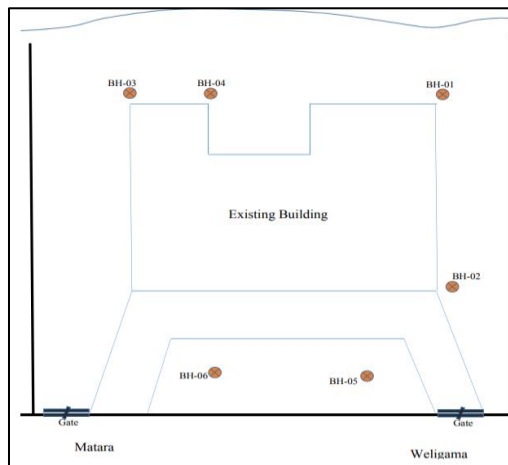 BH-03
BH-04
BH-01
Existing Building
BH-02
BH-06
BH-05
Gate
Gate
Matara
Weligama